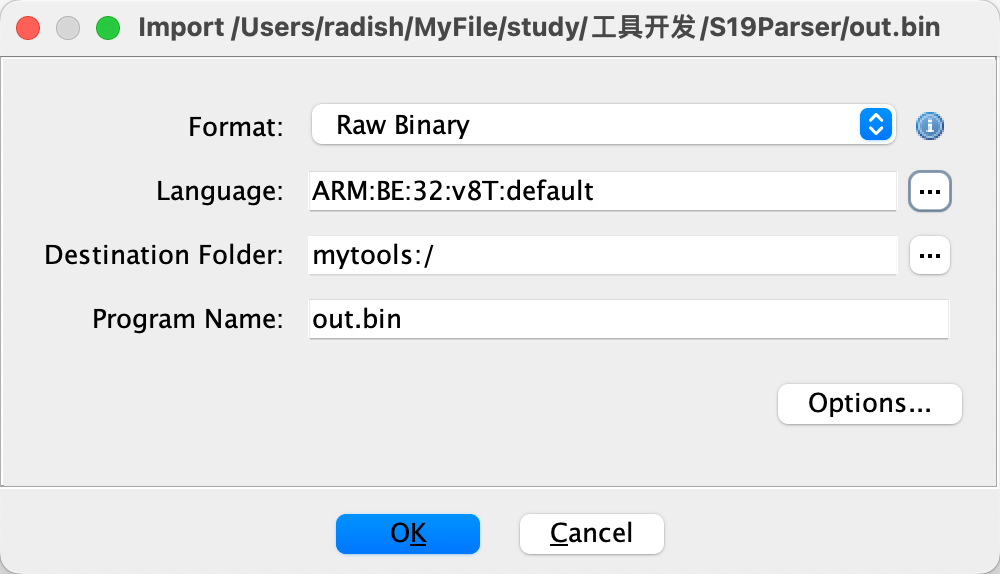 Import /Users/radish/MyFile/study/工具开发/S19Parser/out.bin
Format: Raw Binary
Language: ARM:BE:32:v8T:default ...
Destination Folder: mytools:/ ...
Program Name: out.bin
Options...
OK Cancel